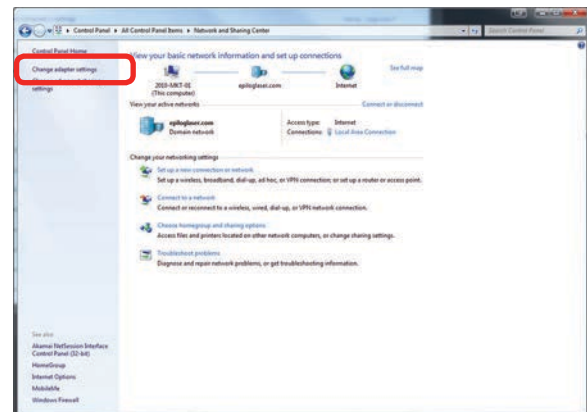 Control Panel ▸ All Control Panel Items ▸ Network and Sharing Center
Search Control Panel
Control Panel Home
Change adapter settings
settings
View your basic network information and set up connections
See full map
2010-MKT-01
(This computer)
epiloglaser.com
Internet
View your active networks
Connect or disconnect
epiloglaser.com
Domain network
Access type: Internet
Connections: Local Area Connection
Change your networking settings
Set up a new connection or network
Set up a wireless, broadband, dial-up, ad hoc, or VPN connection; or set up a router or access point.
Connect to a network
Connect or reconnect to a wireless, wired, dial-up, or VPN network connection.
Choose homegroup and sharing options
Access files and printers located on other network computers, or change sharing settings.
Troubleshoot problems
Diagnose and repair network problems, or get troubleshooting information.
See also
Akamai NetSession Interface
Control Panel (32-bit)
HomeGroup
Internet Options
MobileMe
Windows Firewall